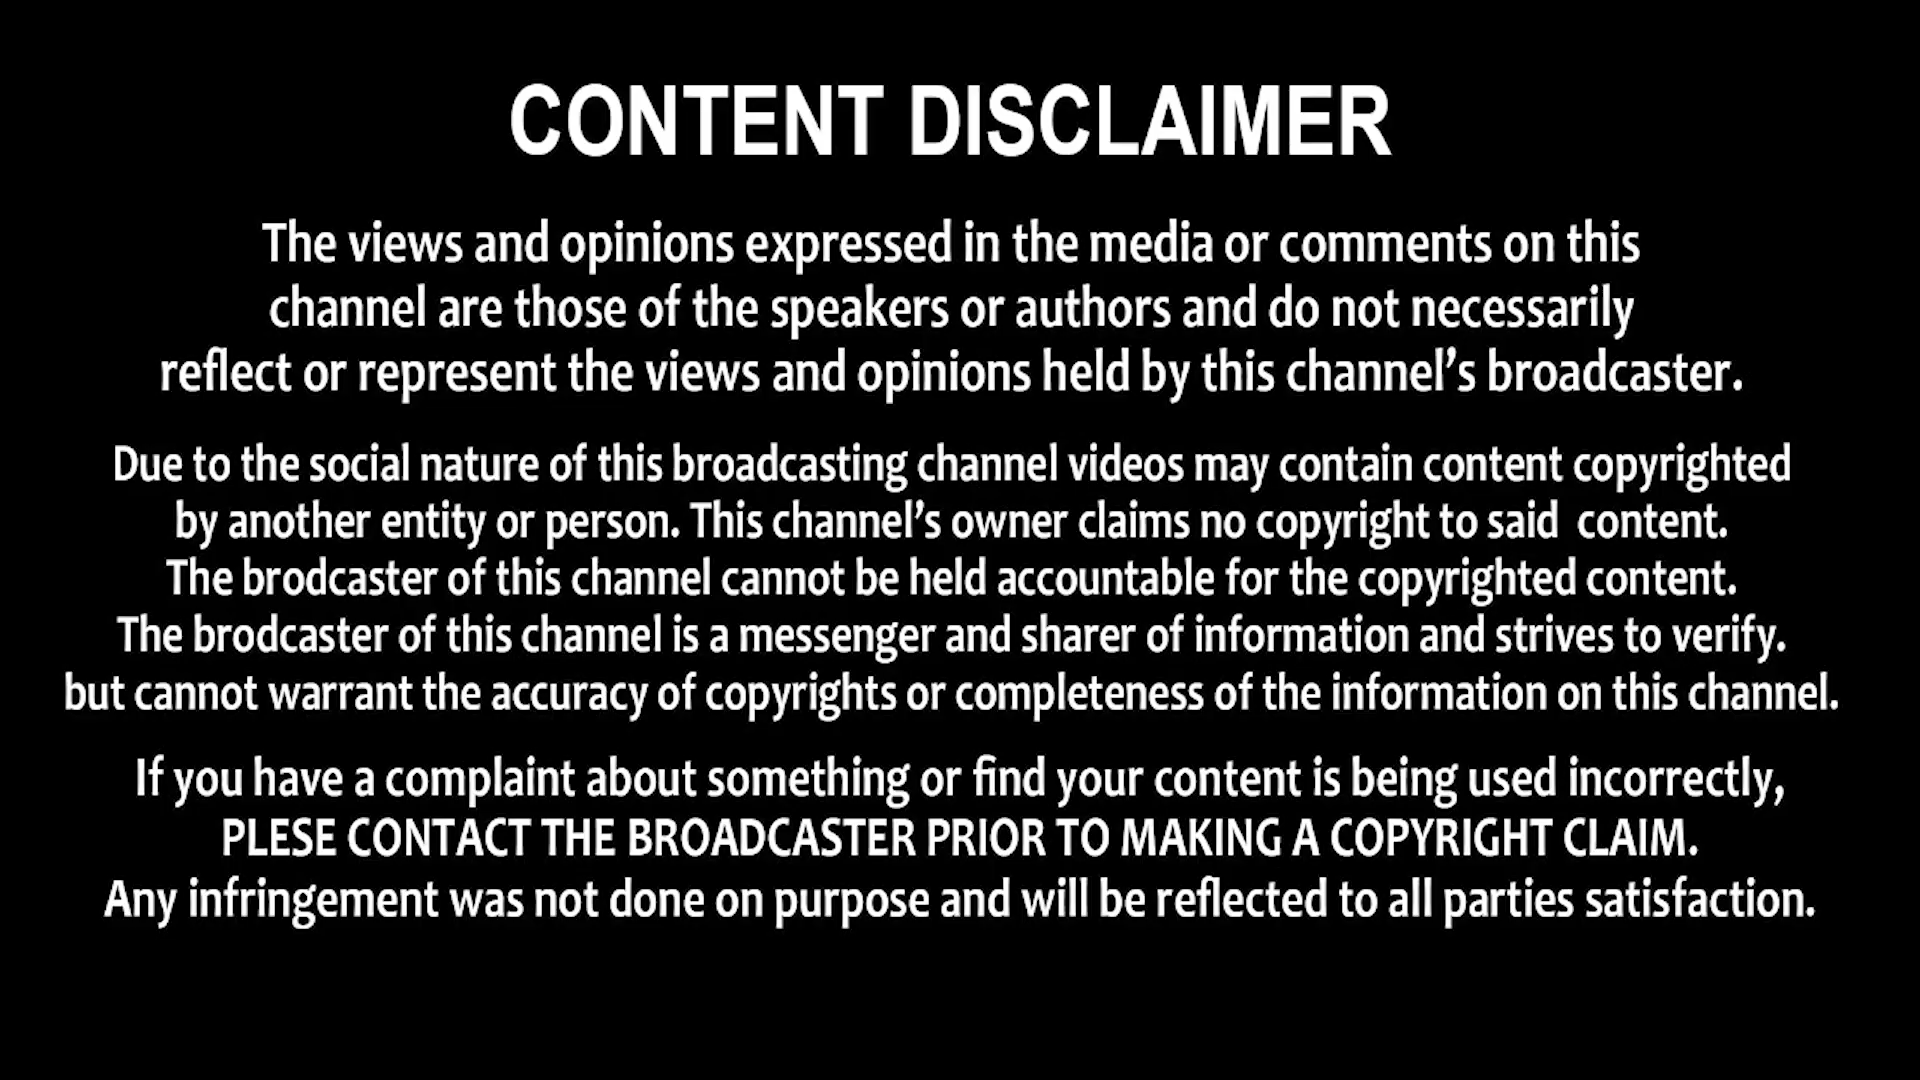 CONTENT DISCLAIMER
The views and opinions expressed in the media or comments on this
channel are those of the speakers or authors and do not necessarily
reflect or represent the views and opinions held by this channel’s broadcaster.
Due to the social nature of this broadcasting channel videos may contain content copyrighted
by another entity or person. This channel’s owner claims no copyright to said content.
The brodcaster of this channel cannot be held accountable for the copyrighted content.
The brodcaster of this channel is a messenger and sharer of information and strives to verify.
but cannot warrant the accuracy of copyrights or completeness of the information on this channel.
If you have a complaint about something or find your content is being used incorrectly,
PLESE CONTACT THE BROADCASTER PRIOR TO MAKING A COPYRIGHT CLAIM.
Any infringement was not done on purpose and will be reflected to all parties satisfaction.